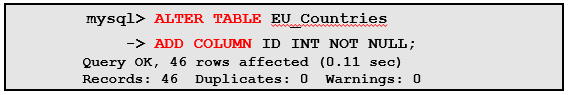 mysql> ALTER TABLE EU_Countries
-> ADD COLUMN ID INT NOT NULL;
Query OK, 46 rows affected (0.11 sec)
Records: 46  Duplicates: 0  Warnings: 0